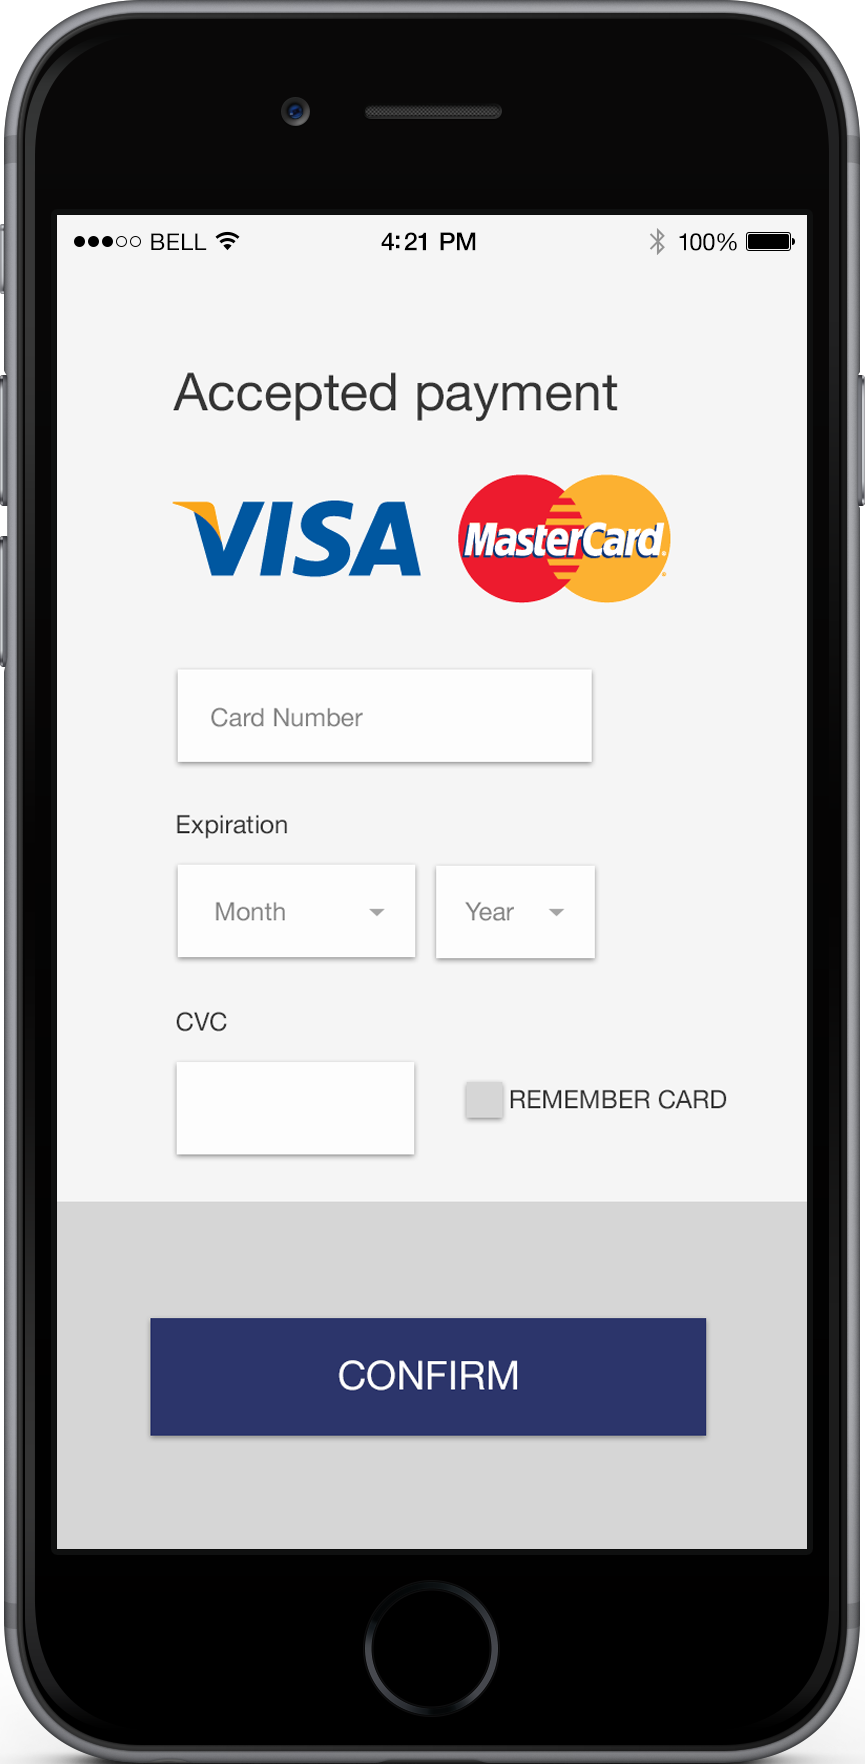 BELL 4:21 PM 100%
Accepted payment
VISA MasterCard
Card Number
Expiration
Month Year
CVC
REMEMBER CARD
CONFIRM